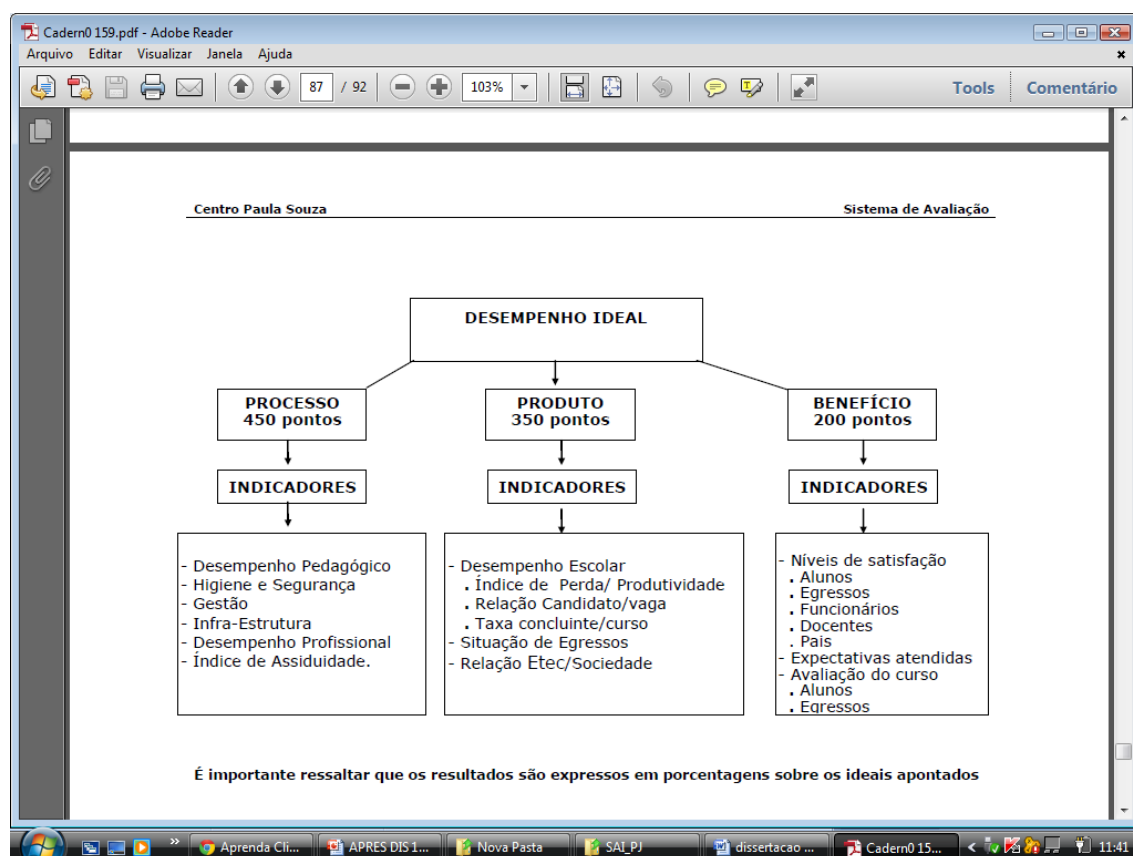 Cadern0 159.pdf - Adobe Reader
Arquivo Editar Visualizar Janela Ajuda
87 / 92 103% Tools Comentário
Centro Paula Souza Sistema de Avaliação
DESEMPENHO IDEAL
PROCESSO
450 pontos
PRODUTO
350 pontos
BENEFÍCIO
200 pontos
INDICADORES
INDICADORES
INDICADORES
- Desempenho Pedagógico
- Higiene e Segurança
- Gestão
- Infra-Estrutura
- Desempenho Profissional
- Índice de Assiduidade.
- Desempenho Escolar
. Índice de Perda/ Produtividade
. Relação Candidato/vaga
. Taxa concluinte/curso
- Situação de Egressos
- Relação Etec/Sociedade
- Níveis de satisfação
. Alunos
. Egressos
. Funcionários
. Docentes
. Pais
- Expectativas atendidas
- Avaliação do curso
. Alunos
. Egressos
É importante ressaltar que os resultados são expressos em porcentagens sobre os ideais apontados
Aprenda Cli... APRES DIS 1... Nova Pasta SAI_PJ dissertacao ... Cadern0 15... 11:41